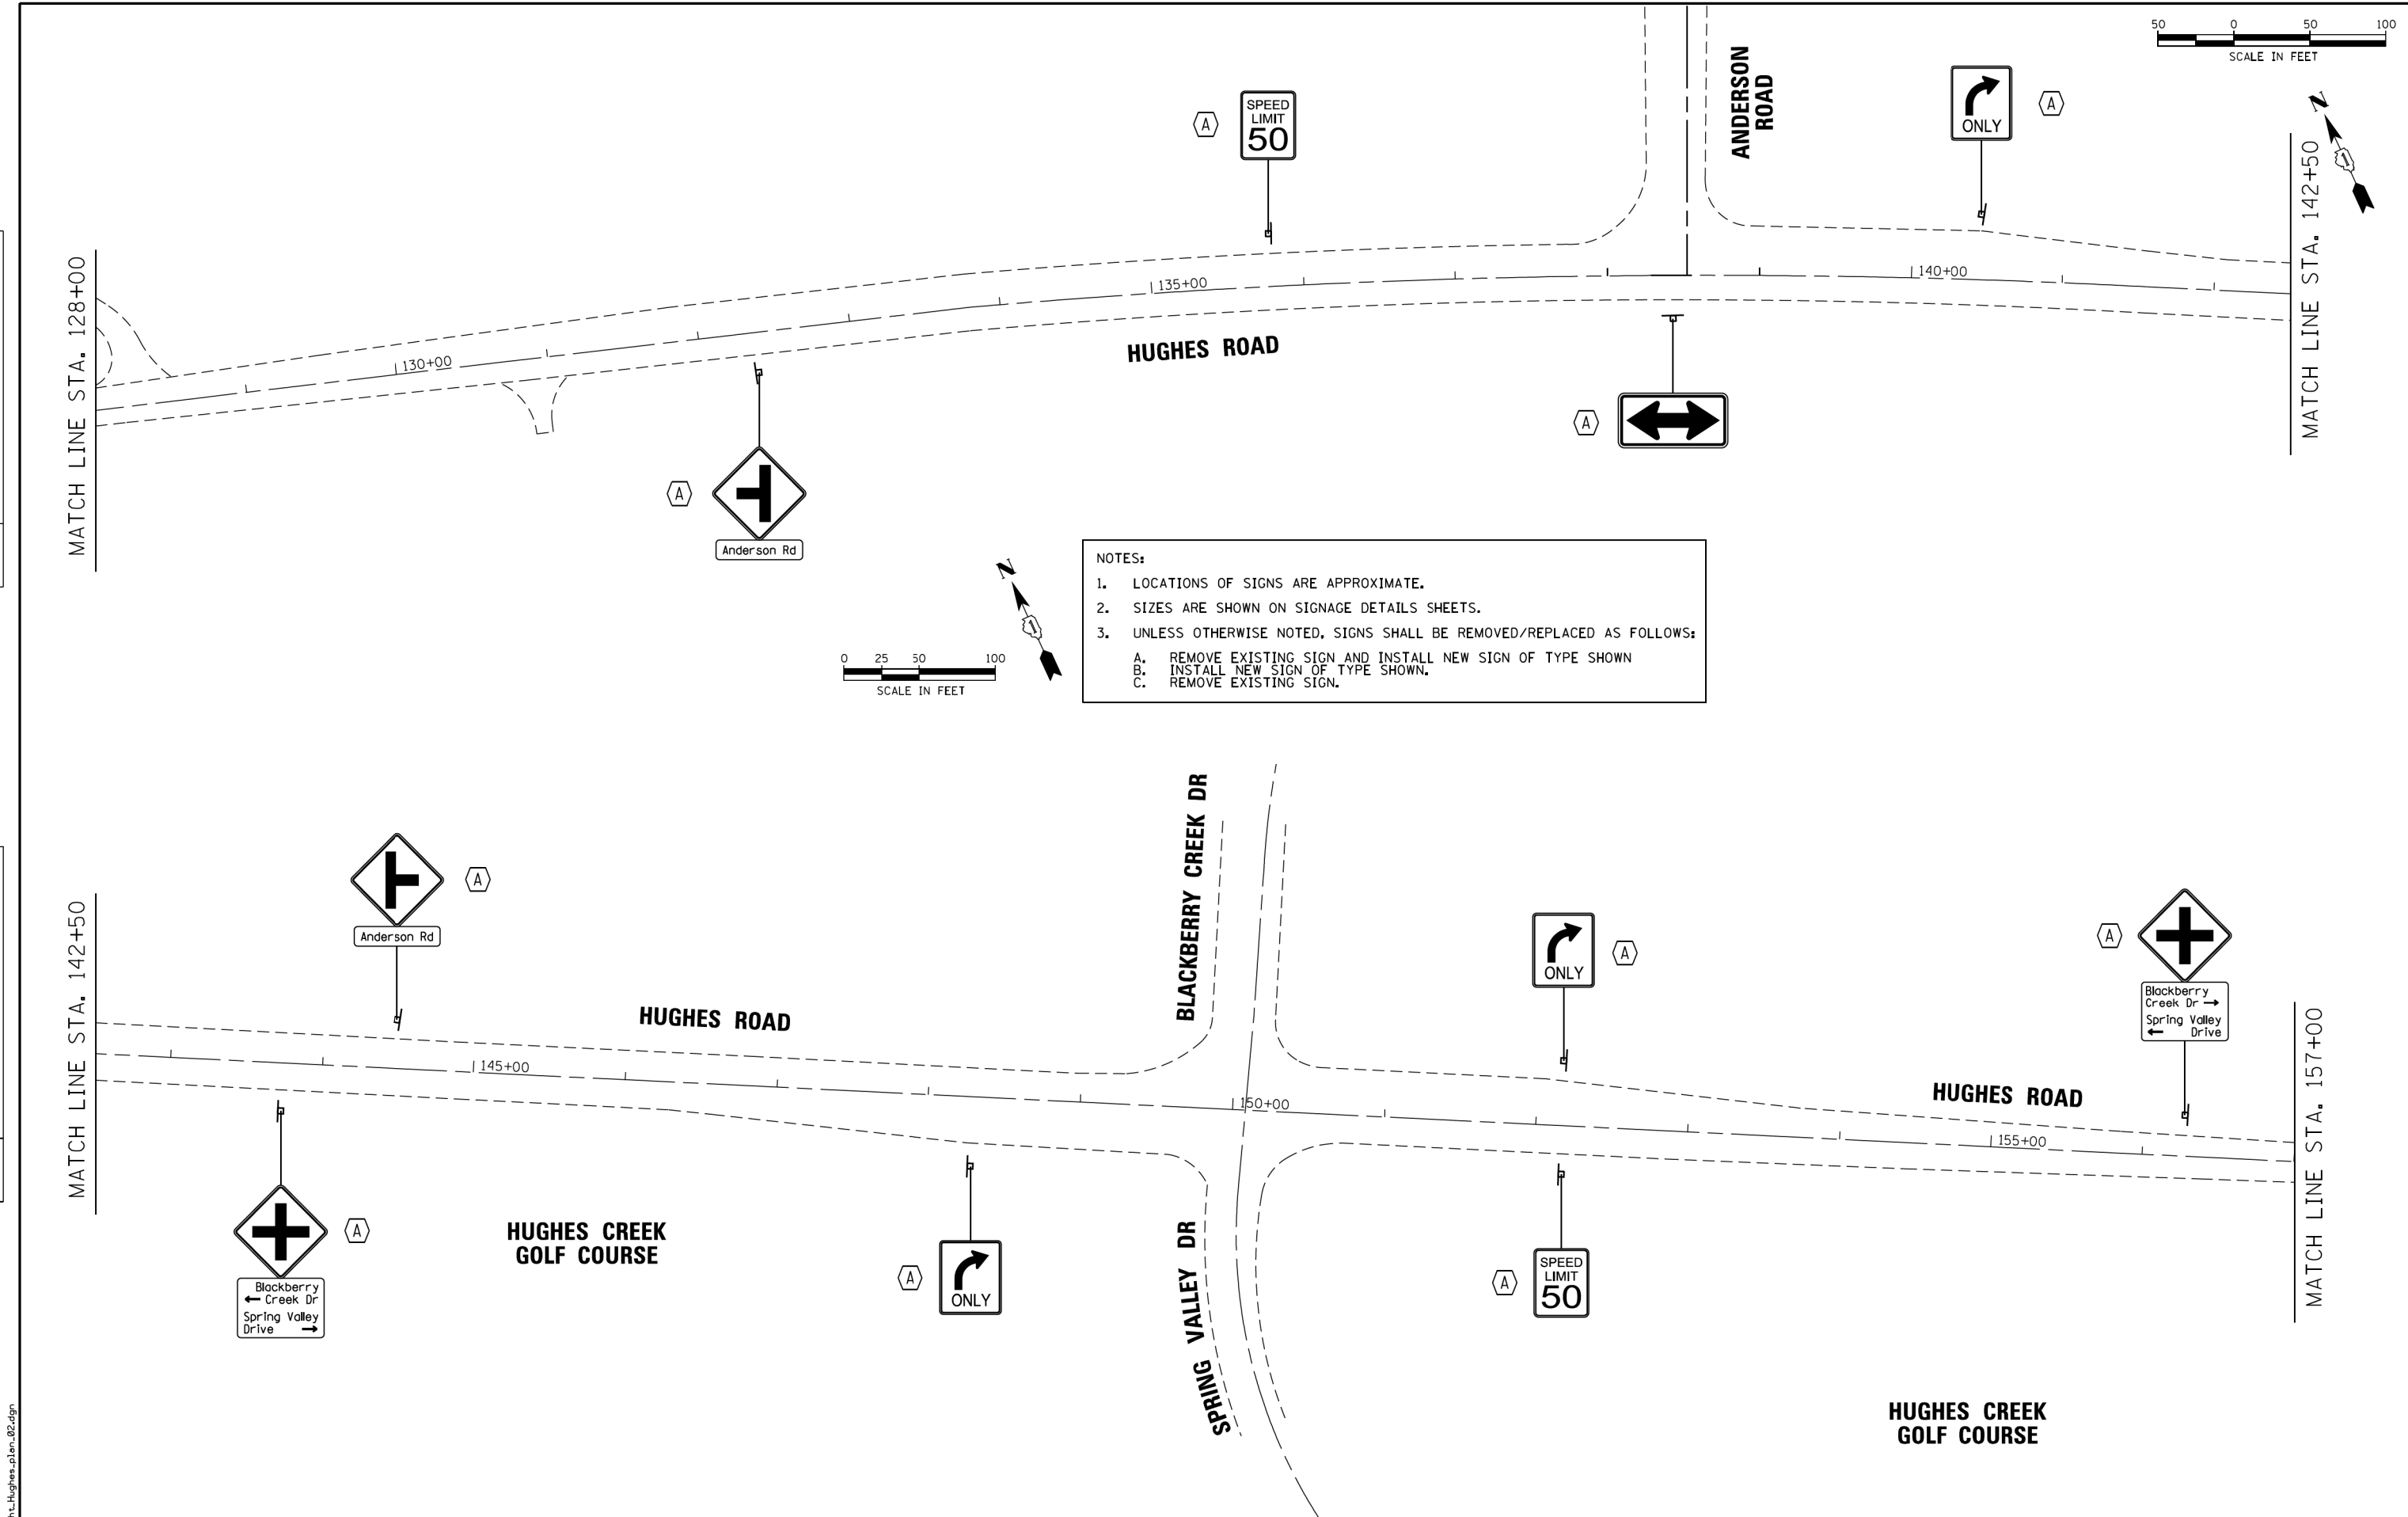 50 0 50 100
SCALE IN FEET
ANDERSON
ROAD
SPEED
LIMIT
50
A
ONLY
A
N
1
MATCH LINE STA. 128+00
130+00
135+00
140+00
MATCH LINE STA. 142+50
HUGHES ROAD
A
A
Anderson Rd
N
1
0 25 50 100
SCALE IN FEET
NOTES:
1. LOCATIONS OF SIGNS ARE APPROXIMATE.
2. SIZES ARE SHOWN ON SIGNAGE DETAILS SHEETS.
3. UNLESS OTHERWISE NOTED, SIGNS SHALL BE REMOVED/REPLACED AS FOLLOWS:
A. REMOVE EXISTING SIGN AND INSTALL NEW SIGN OF TYPE SHOWN
B. INSTALL NEW SIGN OF TYPE SHOWN.
C. REMOVE EXISTING SIGN.
MATCH LINE STA. 142+50
A
Anderson Rd
HUGHES ROAD
BLACKBERRY CREEK DR
ONLY
A
A
Blackberry
Creek Dr →
Spring Valley
← Drive
145+00
150+00
155+00
HUGHES ROAD
MATCH LINE STA. 157+00
A
Blackberry
← Creek Dr
Spring Valley
Drive →
HUGHES CREEK
GOLF COURSE
A
ONLY
SPRING VALLEY DR
A
SPEED
LIMIT
50
HUGHES CREEK
GOLF COURSE
ht_Hughes_plan_02.dgn